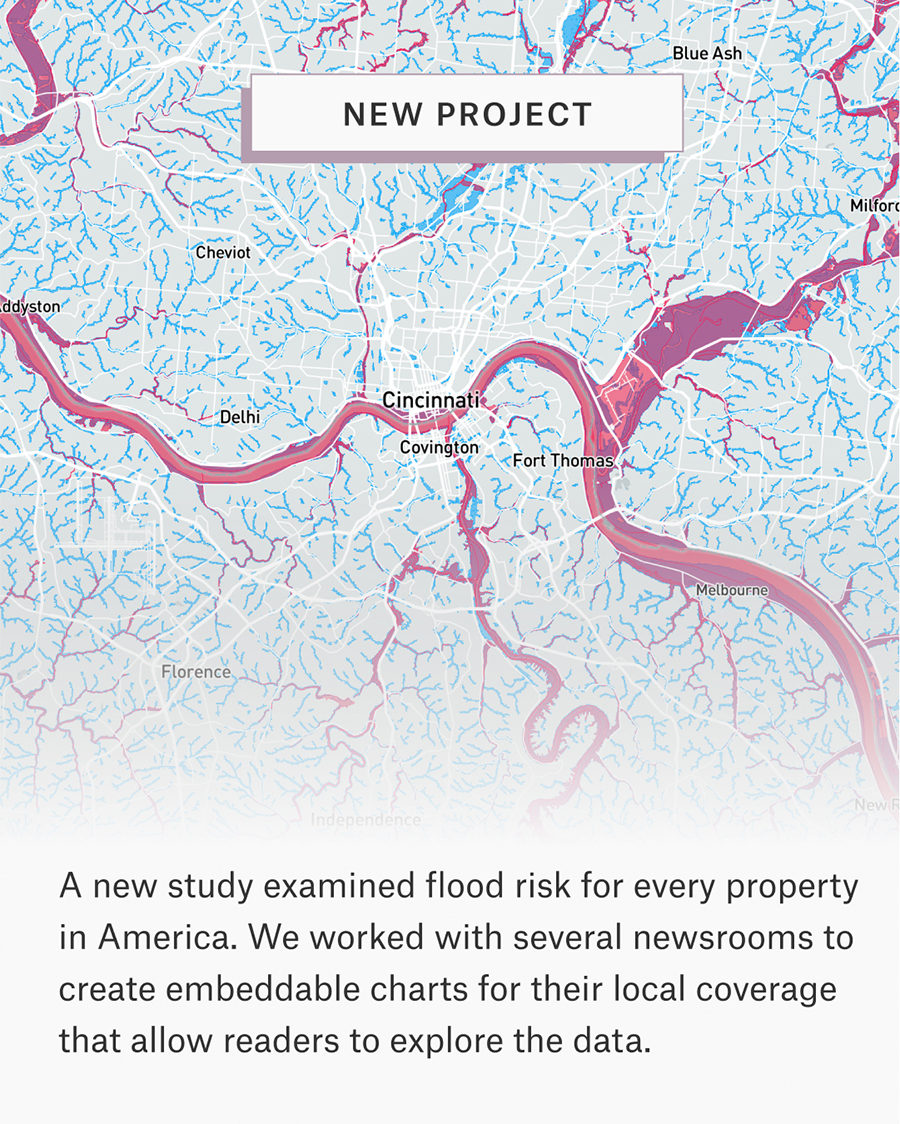 Blue Ash
NEW PROJECT
Milford
Cheviot
ddyston
Cincinnati
Delhi
Covington
Fort Thomas
Melbourne
Florence
New R
Independence
A new study examined flood risk for every property
in America. We worked with several newsrooms to
create embeddable charts for their local coverage
that allow readers to explore the data.